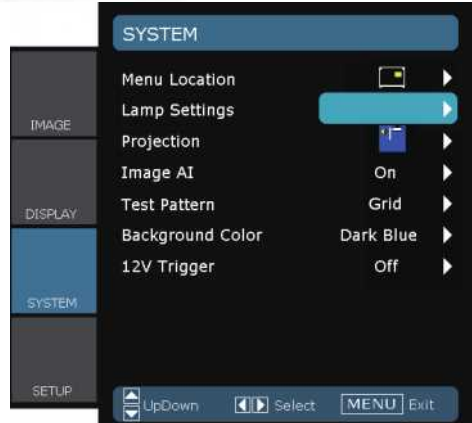 SYSTEM
Menu Location
Lamp Settings
IMAGE
Projection
Image AI On
Test Pattern Grid
DISPLAY
Background Color Dark Blue
12V Trigger Off
SYSTEM
SETUP
UpDown Select MENU Exit